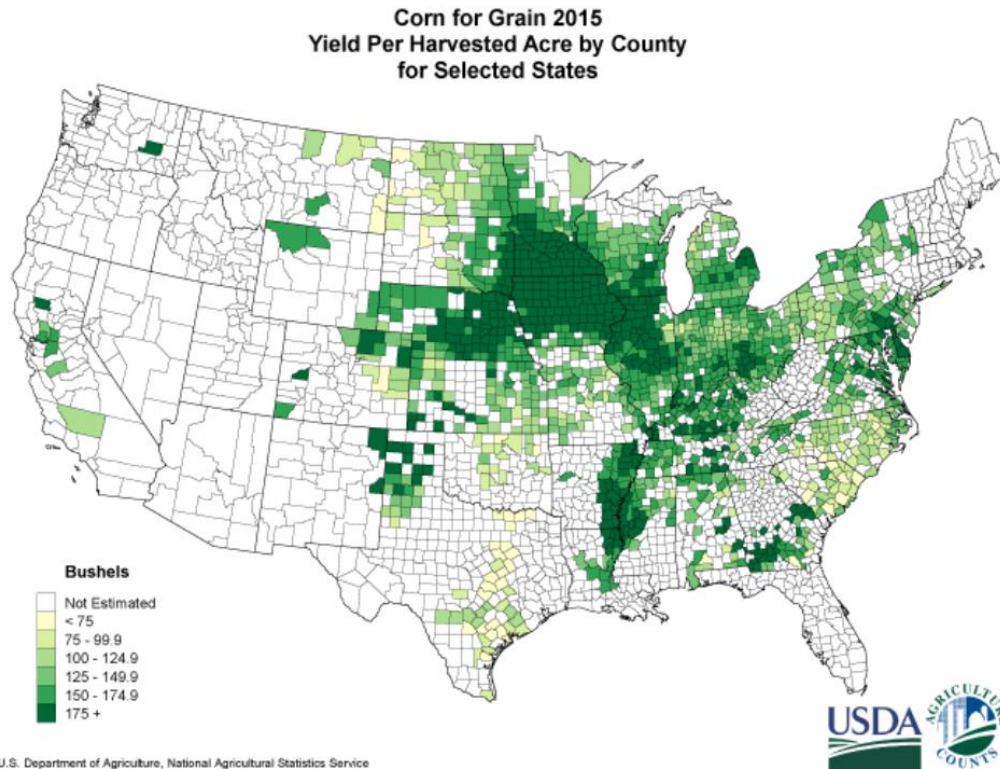 Corn for Grain 2015
Yield Per Harvested Acre by County
for Selected States
Bushels
Not Estimated
< 75
75 - 99.9
100 - 124.9
125 - 149.9
150 - 174.9
175 +
USDA
AGRICULTURE
COUNTS
U.S. Department of Agriculture, National Agricultural Statistics Service